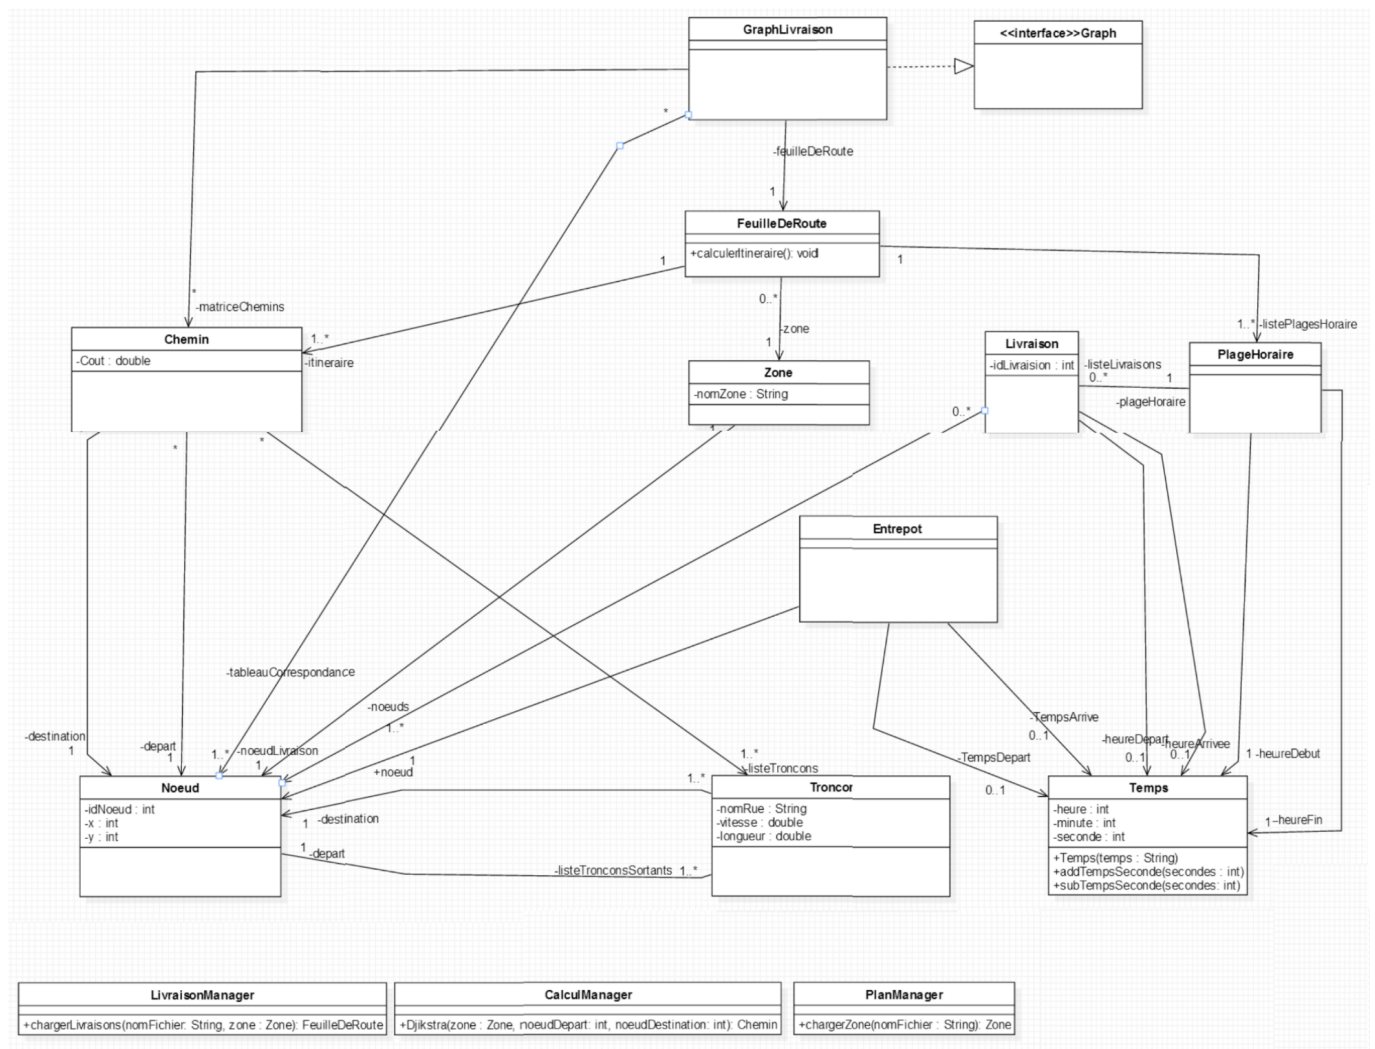 GraphLivraison
<<interface>>Graph
*
-feuilleDeRoute
1
FeuilleDeRoute
+calculerItineraire(): void
1
1
*
-matriceChemins
0..*
-zone
1
1..*
-listePlagesHoraire
Chemin
-Cout : double
1..*
-itineraire
Zone
-nomZone : String
1
Livraison
-idLivraision : int
-listeLivraisons
0..*
1
-plageHoraire
PlageHoraire
0..*
*
*
Entrepot
-tableauCorrespondance
-noeuds
1..*
-destination
1
-depart
1
1..*
-noeudLivraison
1
1
+noeud
1..*
-listeTroncons
-TempsArrive
0..1
-TempsDepart
0..1
-heureDepart
0..1
-heureArrivee
0..1
1
-heureDebut
Noeud
-idNoeud : int
-x : int
-y : int
1..*
1
-destination
1
-depart
-listeTronconsSortants
1..*
Troncor
-nomRue : String
-vitesse : double
-longueur : double
Temps
-heure : int
-minute : int
-seconde : int
+Temps(temps : String)
+addTempsSeconde(secondes : int)
+subTempsSeconde(secondes: int)
1
-heureFin
LivraisonManager
+chargerLivraisons(nomFichier: String, zone : Zone): FeuilleDeRoute
CalculManager
+Djikstra(zone : Zone, noeudDepart: int, noeudDestination: int): Chemin
PlanManager
+chargerZone(nomFichier : String): Zone